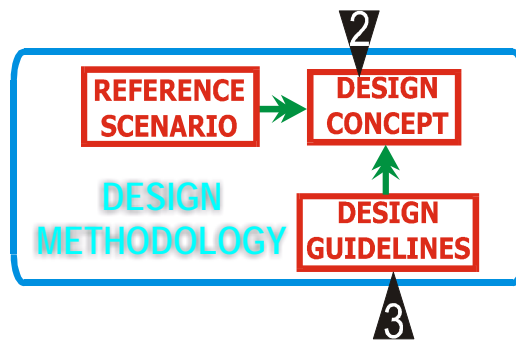 2
REFERENCE
SCENARIO
DESIGN
CONCEPT
DESIGN
METHODOLOGY
DESIGN
GUIDELINES
3